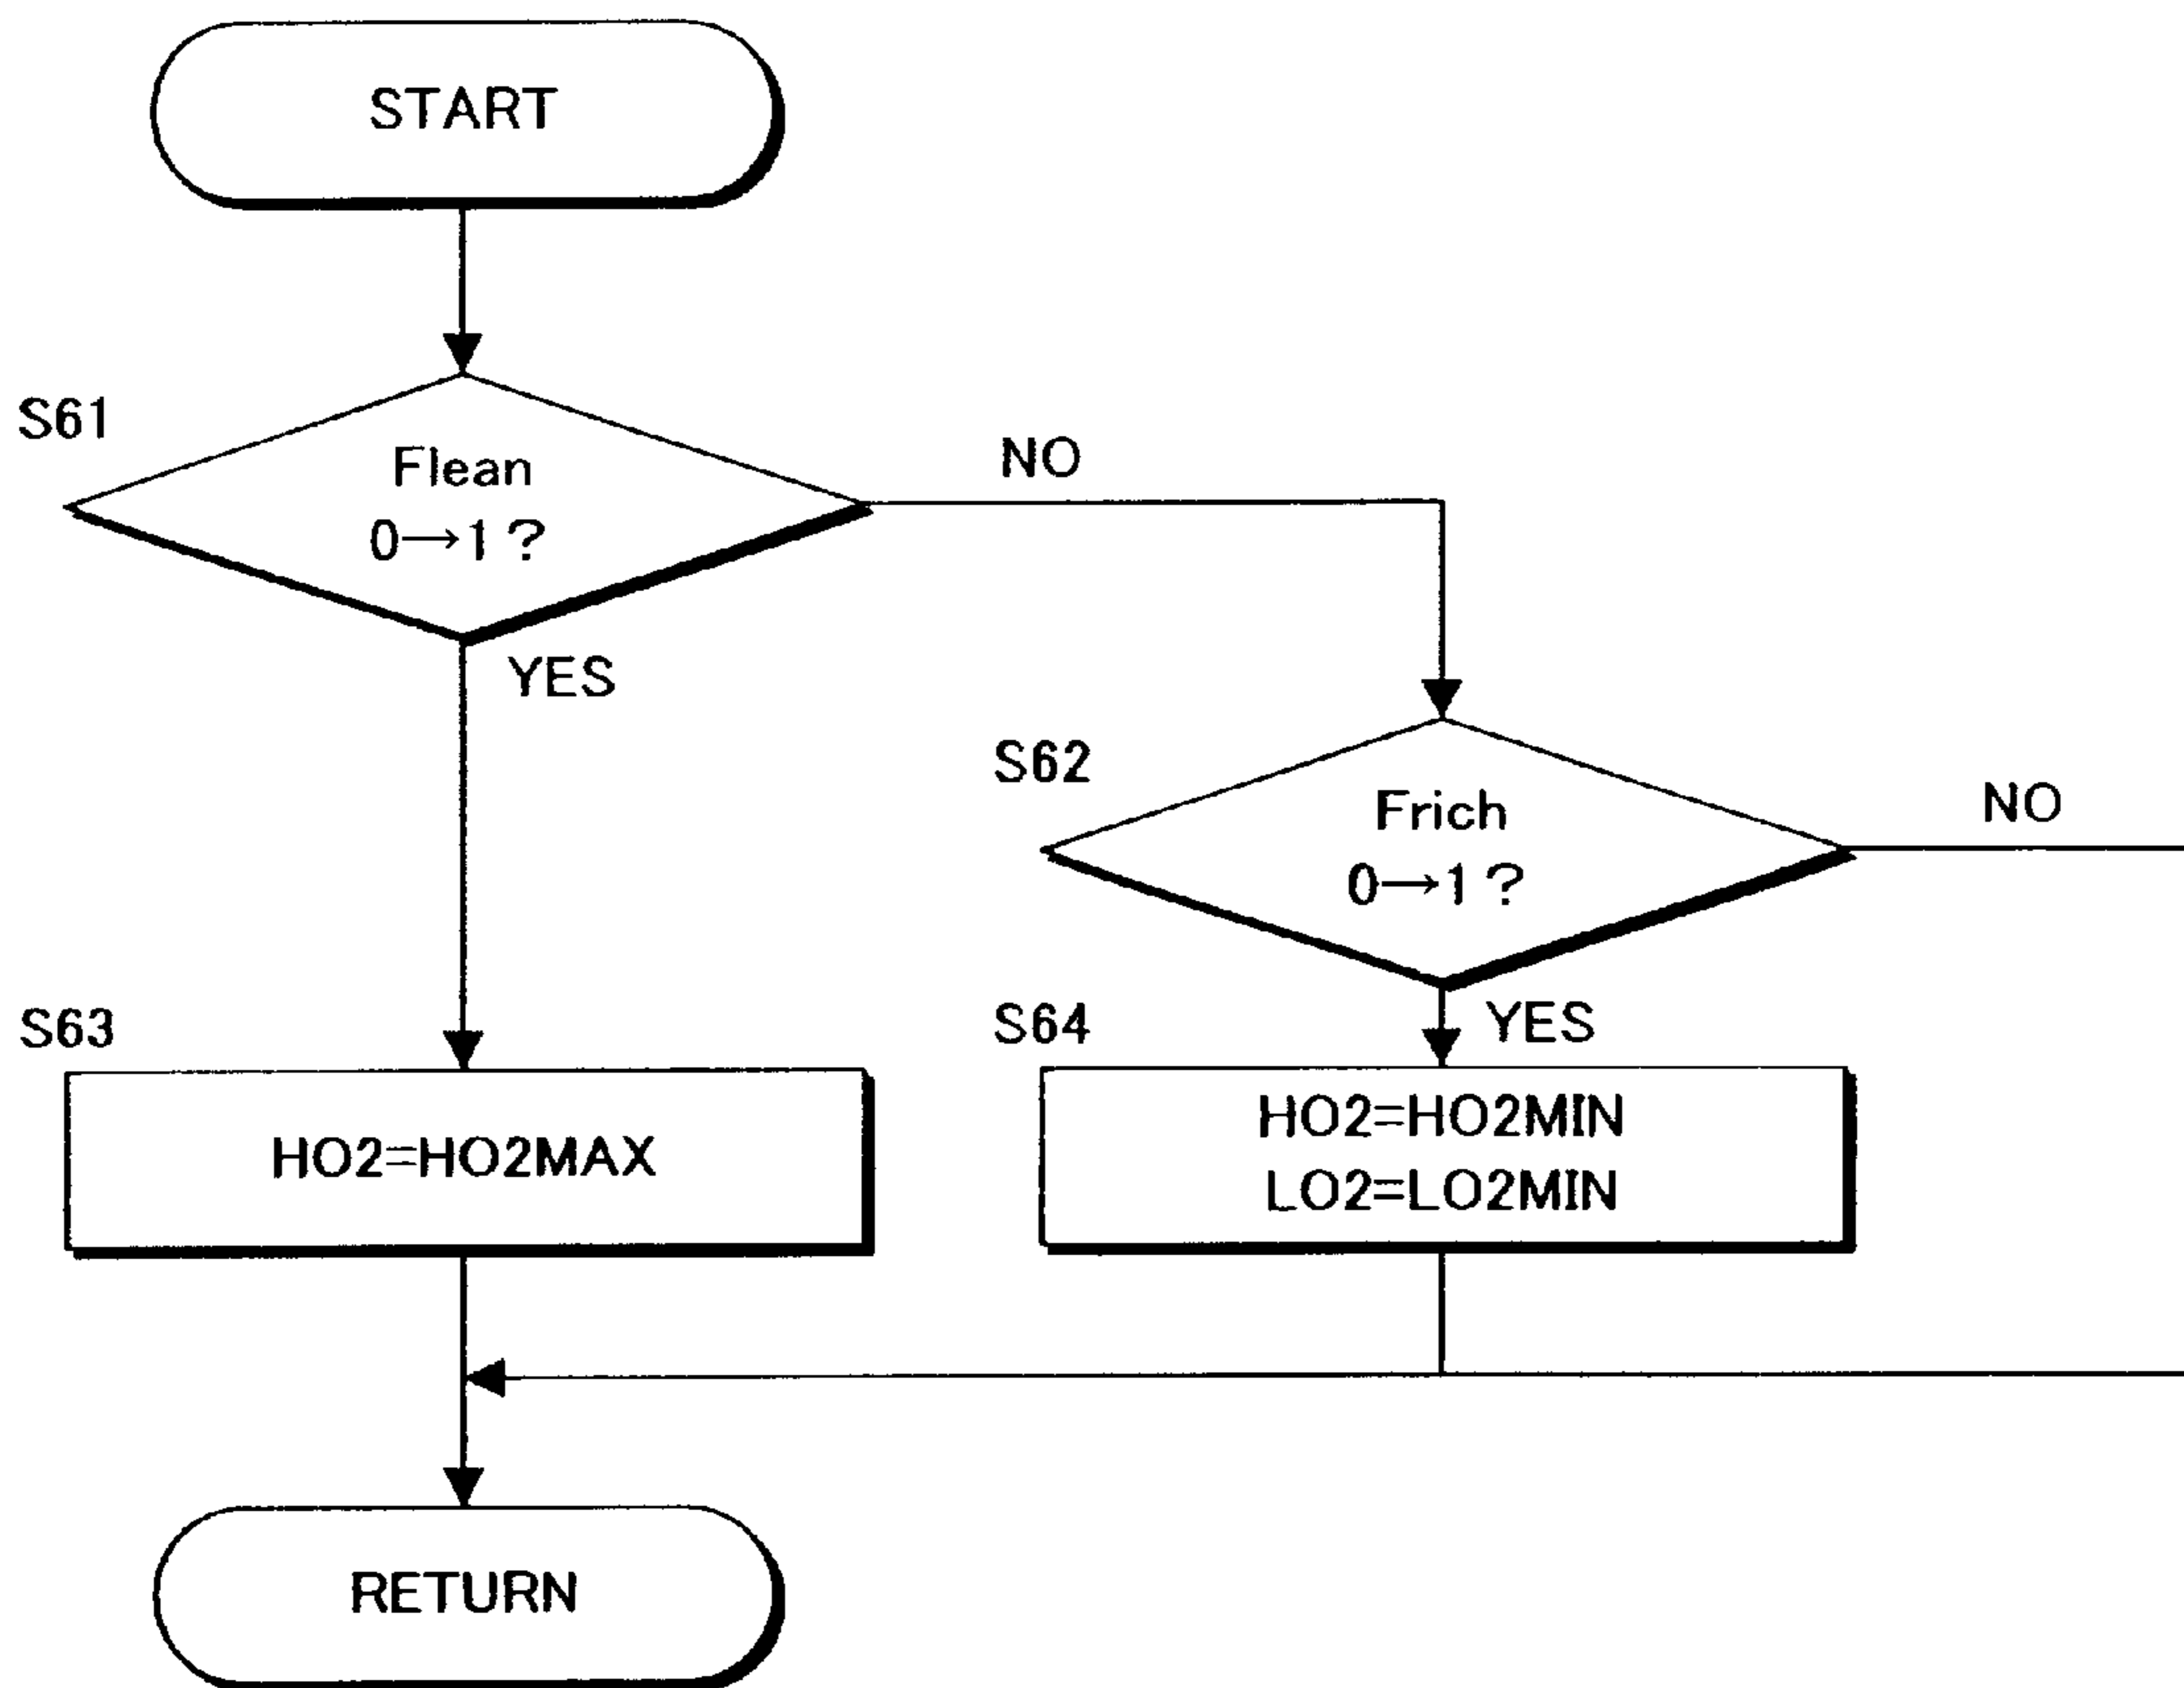 START
S61
Flean
0→1?
NO
YES
S62
Frich
0→1?
NO
YES
S63
HO2=HO2MAX
S64
HO2=HO2MIN
LO2=LO2MIN
RETURN